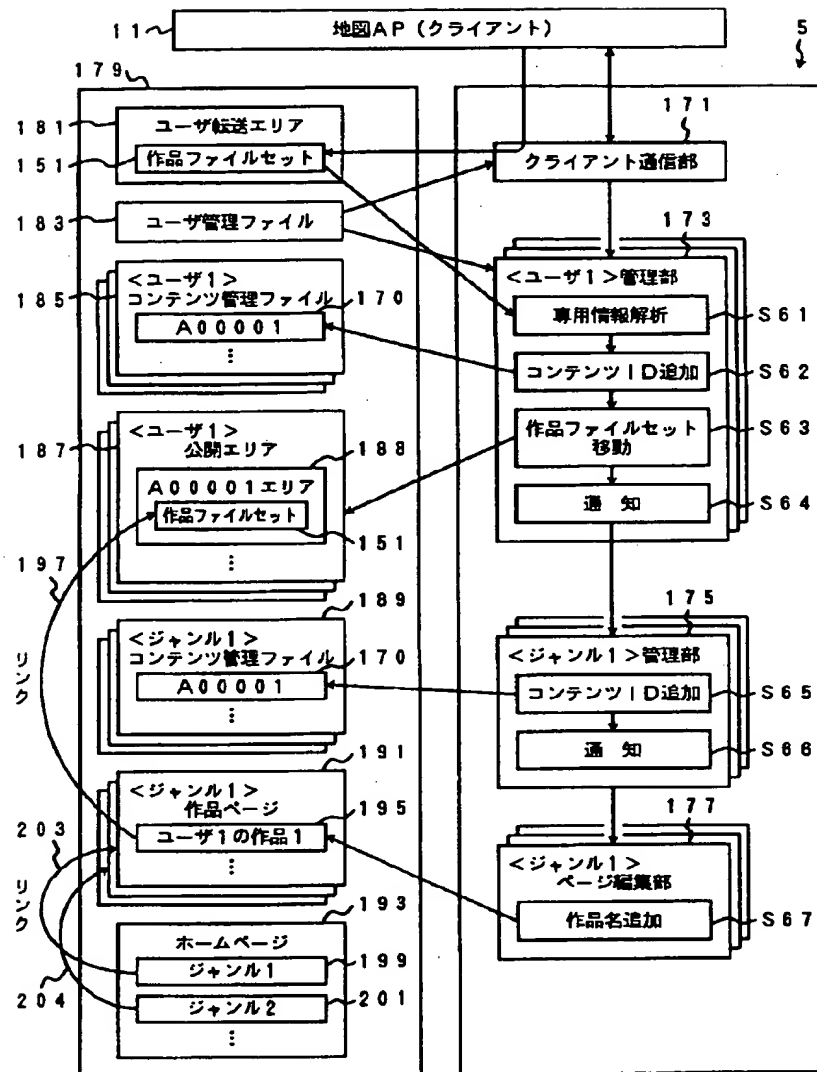 11
地図AP(クライアント)
5
179
181
ユーザ転送エリア
151
作品ファイルセット
183
ユーザ管理ファイル
185
<ユーザ1>
コンテンツ管理ファイル
170
A00001
⋮
187
<ユーザ1>
公開エリア
188
A00001エリア
作品ファイルセット
151
⋮
197
リンク
189
<ジャンル1>
コンテンツ管理ファイル
170
A00001
⋮
191
<ジャンル1>
作品ページ
195
ユーザ1の作品1
⋮
203
リンク
204
193
ホームページ
ジャンル1
199
ジャンル2
201
⋮
171
クライアント通信部
173
<ユーザ1>管理部
専用情報解析
S61
コンテンツID追加
S62
作品ファイルセット
移動
S63
通 知
S64
175
<ジャンル1>管理部
コンテンツID追加
S65
通 知
S66
177
<ジャンル1>
ページ編集部
作品名追加
S67